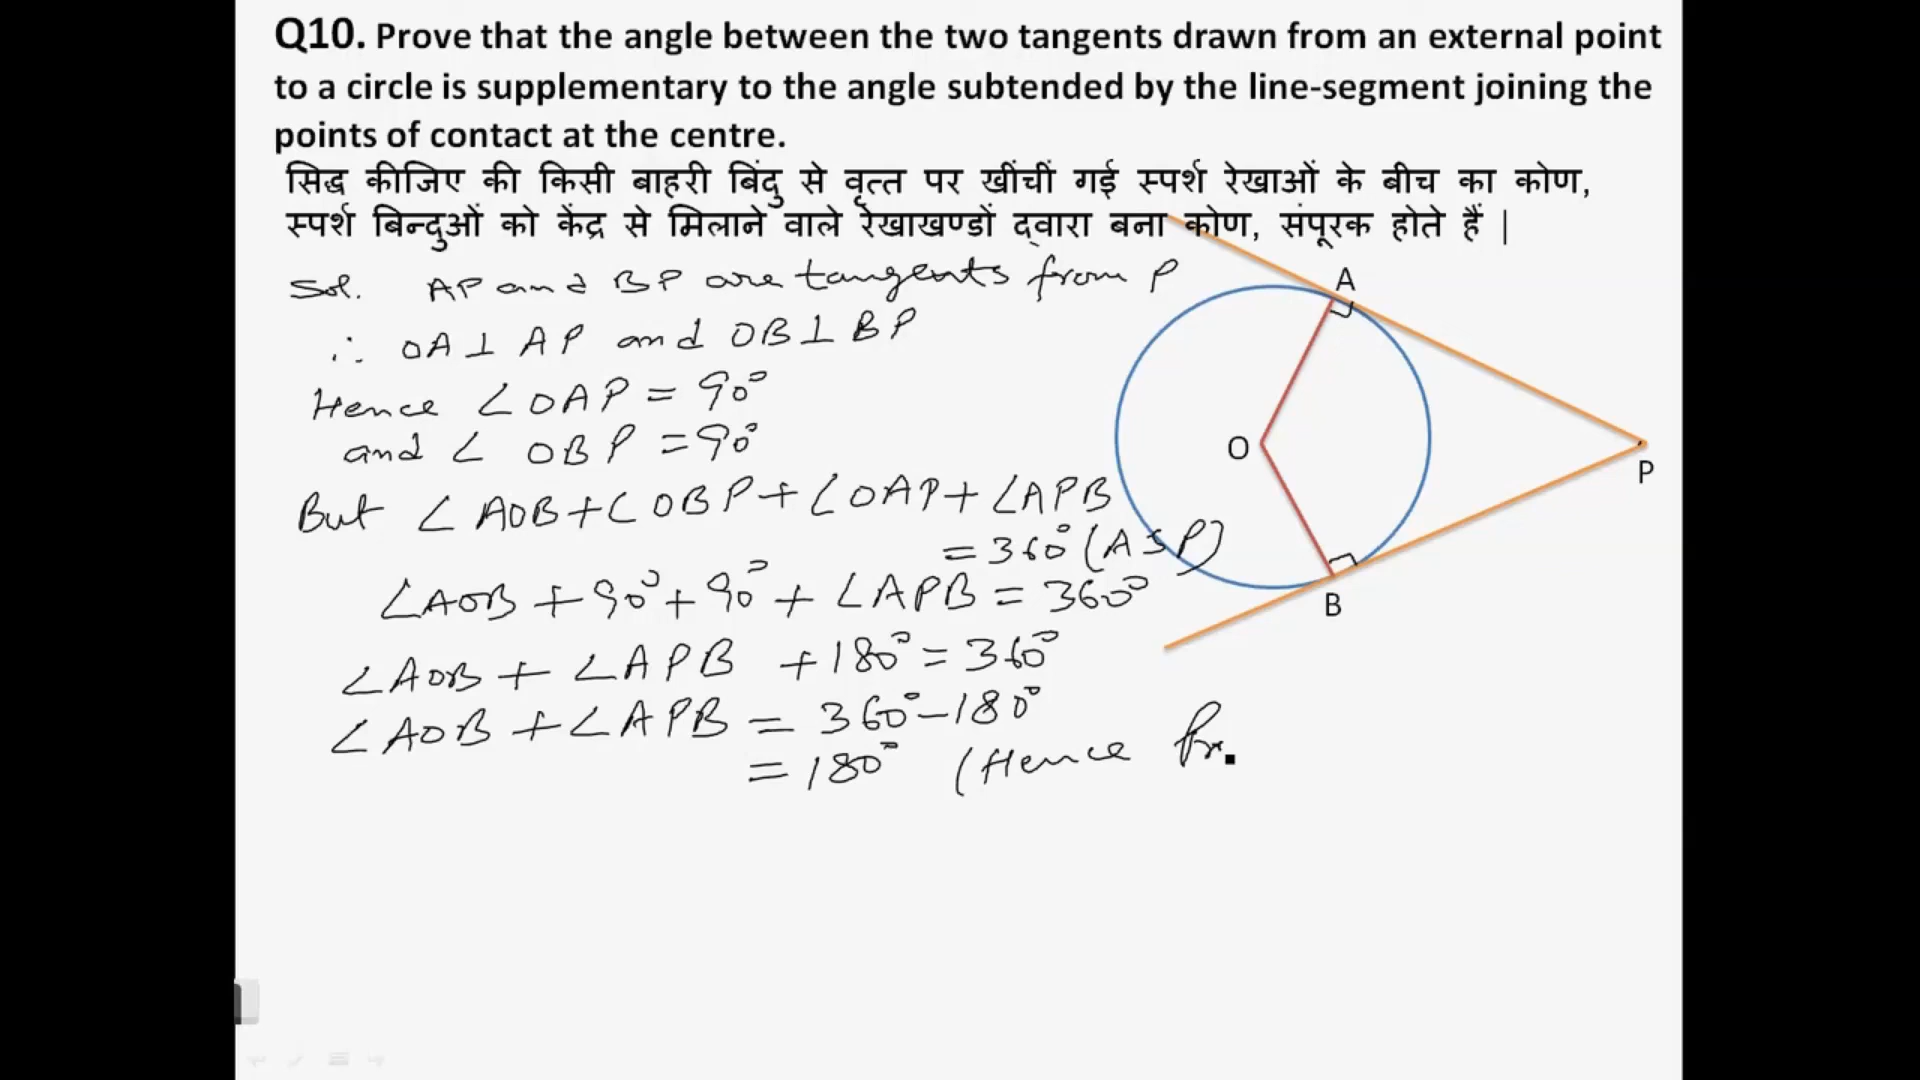 Q10. Prove that the angle between the two tangents drawn from an external point
to a circle is supplementary to the angle subtended by the line-segment joining the
points of contact at the centre.
सिद्ध कीजिए की किसी बाहरी बिंदु से वृत्त पर खींचीं गई स्पर्श रेखाओं के बीच का कोण,
स्पर्श बिन्दुओं को केंद्र से मिलाने वाले रेखाखण्डों द्वारा बना कोण, संपूरक होते हैं |
Sol. AP and BP are tangents from P
∴ OA⊥AP and OB⊥BP
Hence ∠OAP = 90°
and ∠OBP = 90°
But ∠AOB+∠OBP+∠OAP+∠APB
= 360° (ASP)
∠AOB + 90° + 90° + ∠APB = 360°
∠AOB + ∠APB + 180° = 360°
∠AOB + ∠APB = 360° - 180°
= 180° (Hence Pr
A
O
P
B